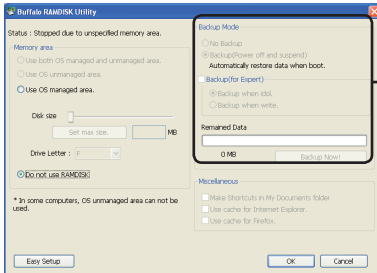 Buffalo RAMDISK Utility
Status : Stopped due to unspecified memory area.
Memory area
Use both OS managed and unmanaged area.
Use OS unmanaged area.
Use OS managed area.
Disk size
Set max size.
MB
Drive Letter : F
Do not use RAMDISK
* In some computers, OS unmanaged area can not be
used.
Easy Setup
Backup Mode
No Backup
Backup(Power off and suspend)
Automatically restore data when boot.
Backup(for Expert)
Backup when idol.
Backup when write.
Remained Data
0 MB
Backup Now!
Miscellaneous
Make Shortcuts in My Documents folder
Use cache for Internet Explorer.
Use cache for Firefox.
OK
Cancel